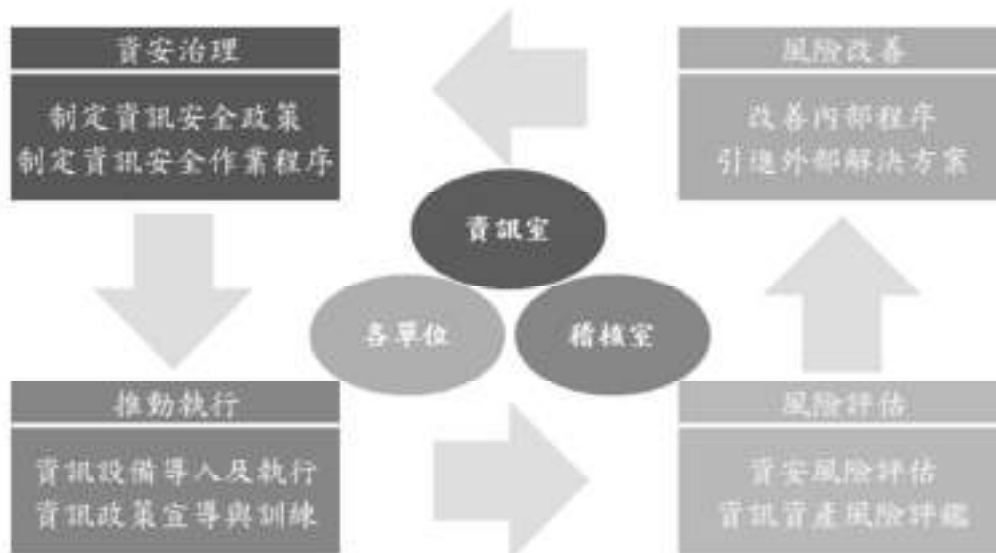 資安治理
制定資訊安全政策
制定資訊安全作業程序
風險改善
改善內部程序
引進外部解決方案
資訊室
各單位
稽核室
推動執行
資訊設備導入及執行
資訊政策宣導與訓練
風險評估
資安風險評估
資訊資產風險評鑑